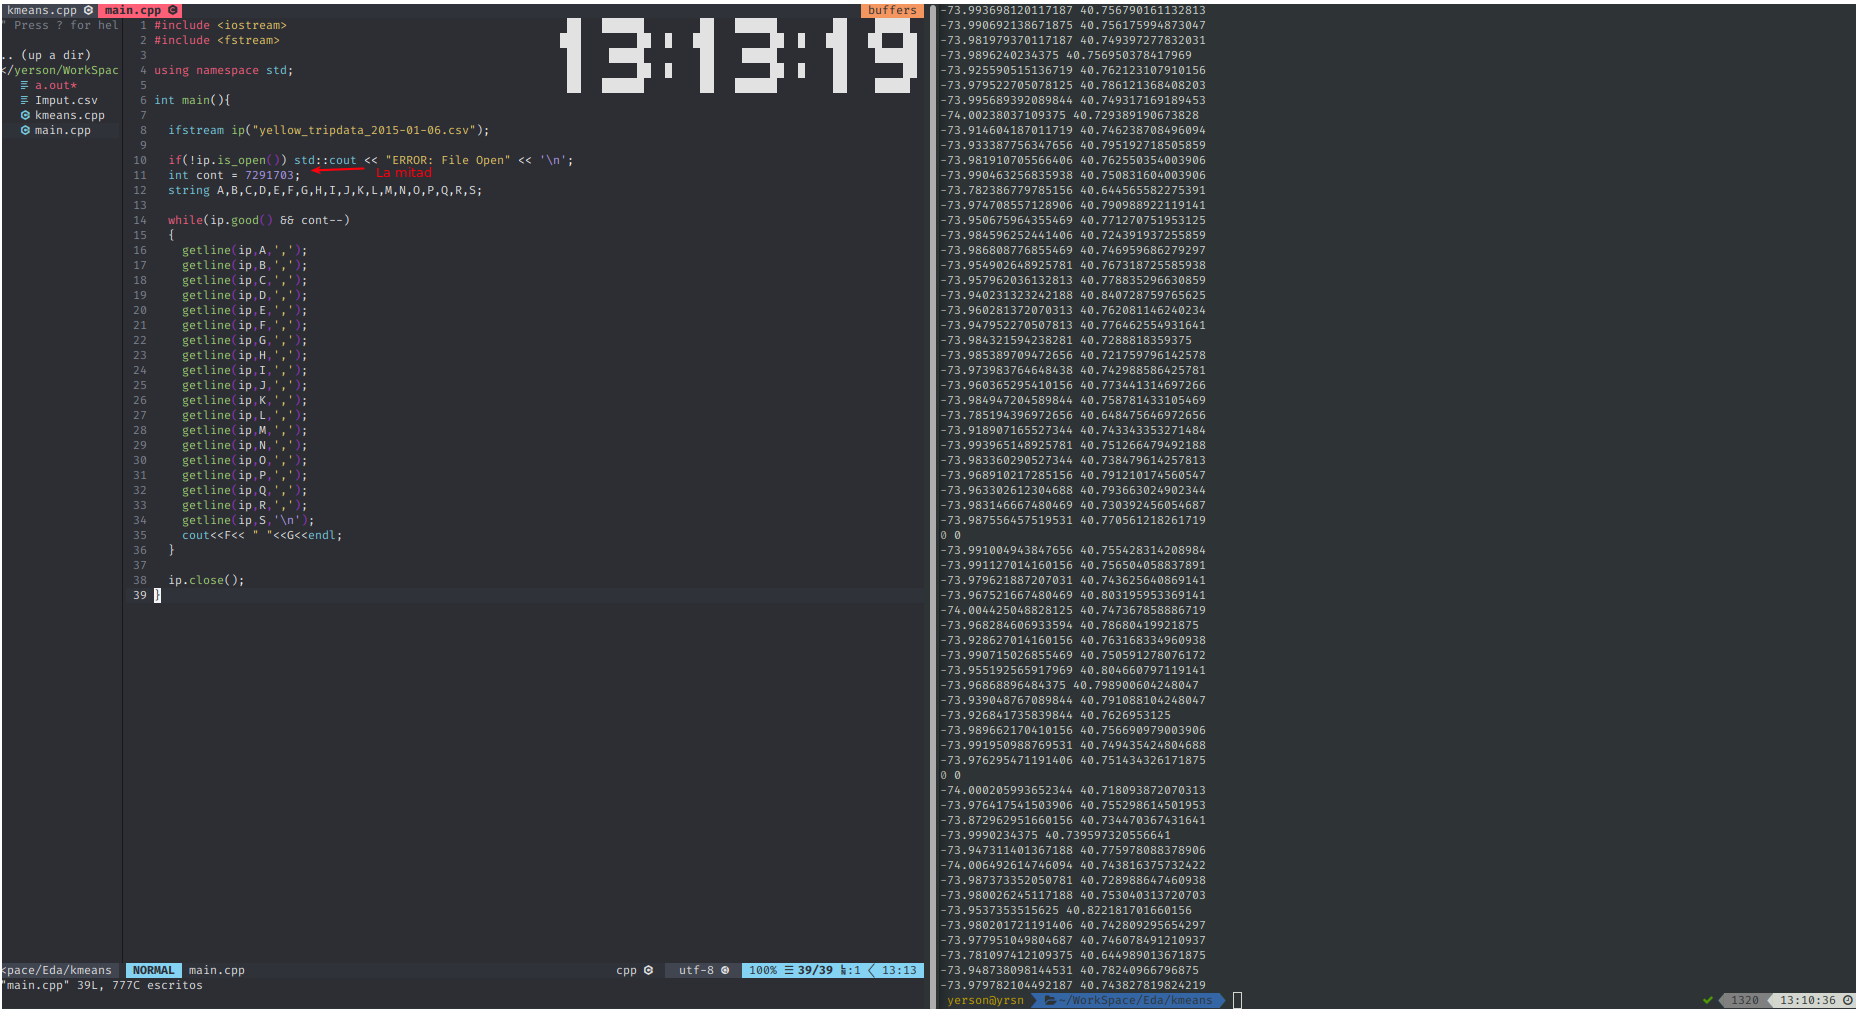 kmeans.cpp main.cpp buffers
" Press ? for hel
.. (up a dir)
</yerson/WorkSpac
a.out*
Imput.csv
kmeans.cpp
main.cpp
1 #include <iostream>
2 #include <fstream>
3
4 using namespace std;
5
6 int main(){
7
8 ifstream ip("yellow_tripdata_2015-01-06.csv");
9
10 if(!ip.is_open()) std::cout << "ERROR: File Open" << '\n';
11 int cont = 7291703;
La mitad
12 string A,B,C,D,E,F,G,H,I,J,K,L,M,N,O,P,Q,R,S;
13
14 while(ip.good() && cont--)
15 {
16 getline(ip,A,',');
17 getline(ip,B,',');
18 getline(ip,C,',');
19 getline(ip,D,',');
20 getline(ip,E,',');
21 getline(ip,F,',');
22 getline(ip,G,',');
23 getline(ip,H,',');
24 getline(ip,I,',');
25 getline(ip,J,',');
26 getline(ip,K,',');
27 getline(ip,L,',');
28 getline(ip,M,',');
29 getline(ip,N,',');
30 getline(ip,O,',');
31 getline(ip,P,',');
32 getline(ip,Q,',');
33 getline(ip,R,',');
34 getline(ip,S,'\n');
35 cout<<F<< " "<<G<<endl;
36 }
37
38 ip.close();
39 }
13:13:19
<pace/Eda/kmeans NORMAL main.cpp cpp utf-8 100% 39/39 :1 13:13
"main.cpp" 39L, 777C escritos
-73.993698120117187 40.756790161132813
-73.990692138671875 40.756175994873047
-73.981979370117187 40.749397277832031
-73.9896240234375 40.756950378417969
-73.925590515136719 40.762123107910156
-73.979522705078125 40.786121368408203
-73.995689392089844 40.749317169189453
-74.00238037109375 40.729389190673828
-73.914604187011719 40.746238708496094
-73.933387756347656 40.795192718505859
-73.981910705566406 40.762550354003906
-73.990463256835938 40.750831604003906
-73.782386779785156 40.644565582275391
-73.974708557128906 40.790988922119141
-73.950675964355469 40.771270751953125
-73.984596252441406 40.724391937255859
-73.986808776855469 40.746959686279297
-73.954902648925781 40.767318725585938
-73.957962036132813 40.778835296630859
-73.940231323242188 40.840728759765625
-73.960281372070313 40.762081146240234
-73.947952270507813 40.776462554931641
-73.984321594238281 40.7288818359375
-73.985389709472656 40.721759796142578
-73.973983764648438 40.742988586425781
-73.960365295410156 40.773441314697266
-73.984947204589844 40.758781433105469
-73.785194396972656 40.648475646972656
-73.918907165527344 40.743343353271484
-73.993965148925781 40.751266479492188
-73.983360290527344 40.738479614257813
-73.968910217285156 40.791210174560547
-73.963302612304688 40.793663024902344
-73.983146667480469 40.730392456054687
-73.987556457519531 40.770561218261719
0 0
-73.991004943847656 40.755428314208984
-73.991127014160156 40.756504058837891
-73.979621887207031 40.743625640869141
-73.967521667480469 40.803195953369141
-74.004425048828125 40.747367858886719
-73.968284606933594 40.78680419921875
-73.928627014160156 40.763168334960938
-73.990715026855469 40.750591278076172
-73.955192565917969 40.804660797119141
-73.96868896484375 40.798900604248047
-73.939048767089844 40.791088104248047
-73.926841735839844 40.7626953125
-73.989662170410156 40.756690979003906
-73.991950988769531 40.749435424804688
-73.976295471191406 40.751434326171875
0 0
-74.000205993652344 40.718093872070313
-73.976417541503906 40.755298614501953
-73.872962951660156 40.734470367431641
-73.9990234375 40.739597320556641
-73.947311401367188 40.775978088378906
-74.006492614746094 40.743816375732422
-73.987373352050781 40.728988647460938
-73.980026245117188 40.753040313720703
-73.9537353515625 40.822181701660156
-73.980201721191406 40.742809295654297
-73.977951049804687 40.746078491210937
-73.781097412109375 40.644989013671875
-73.948738098144531 40.78240966796875
-73.979782104492187 40.743827819824219
yerson@yrsn ~/WorkSpace/Eda/kmeans 1320 13:10:36